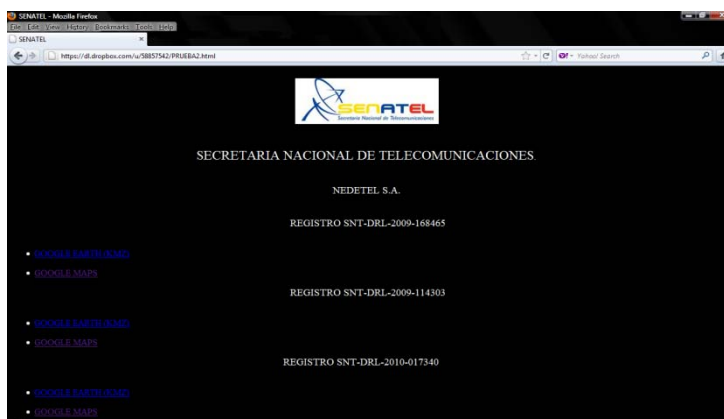 SENATEL - Mozilla Firefox
File Edit View History Bookmarks Tools Help
SENATEL ×
https://dl.dropbox.com/u/58857542/PRUEBA2.html Yahoo! Search
SENATEL
Secretaría Nacional de Telecomunicaciones
SECRETARIA NACIONAL DE TELECOMUNICACIONES.
NEDETEL S.A.
REGISTRO SNT-DRL-2009-168465
GOOGLE EARTH (KMZ)
GOOGLE MAPS
REGISTRO SNT-DRL-2009-114303
GOOGLE EARTH (KMZ)
GOOGLE MAPS
REGISTRO SNT-DRL-2010-017340
GOOGLE EARTH (KMZ)
GOOGLE MAPS